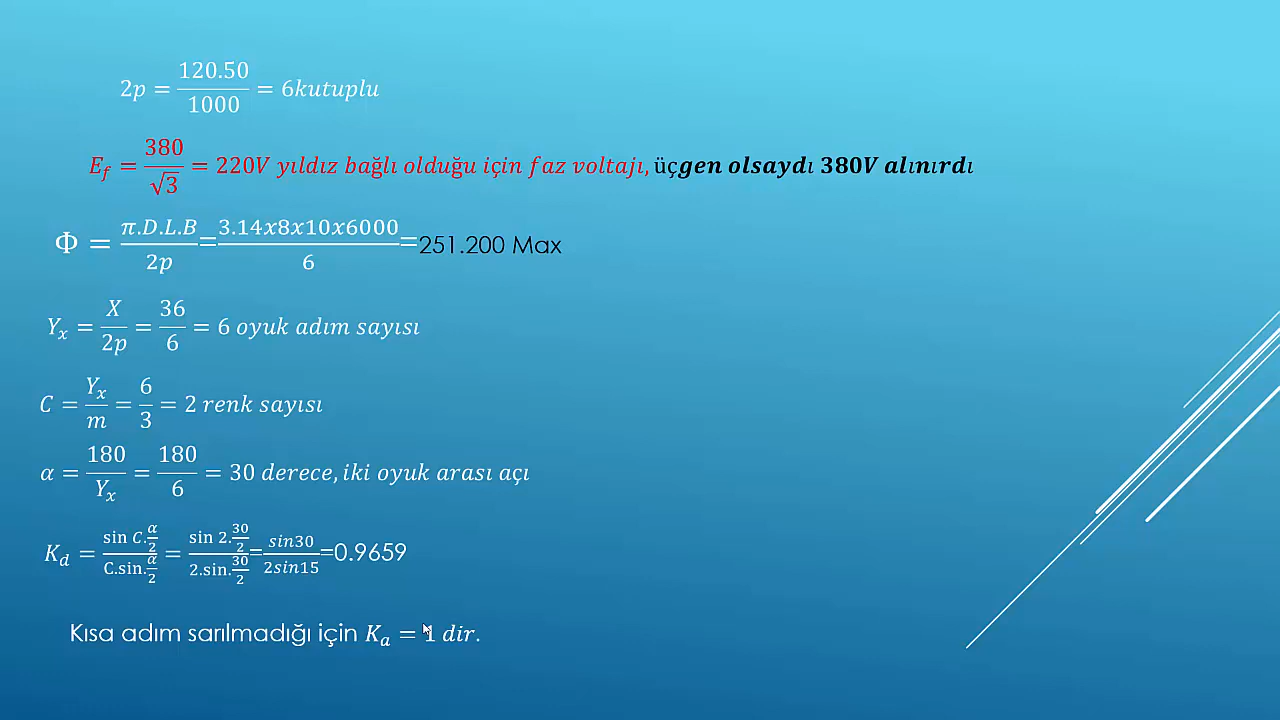 2p = 120.50/1000 = 6kutuplu
E_f = 380/√3 = 220V yıldız bağlı olduğu için faz voltajı, üçgen olsaydı 380V alınırdı
Φ = π.D.L.B/2p = 3.14x8x10x6000/6 = 251.200 Max
Y_x = X/2p = 36/6 = 6 oyuk adım sayısı
C = Y_x/m = 6/3 = 2 renk sayısı
α = 180/Y_x = 180/6 = 30 derece, iki oyuk arası açı
K_d = sin C.α/2 / C.sin.α/2 = sin 2.30/2 / 2.sin.30/2 = sin30/2sin15 = 0.9659
Kısa adım sarılmadığı için K_a = 1 dir.